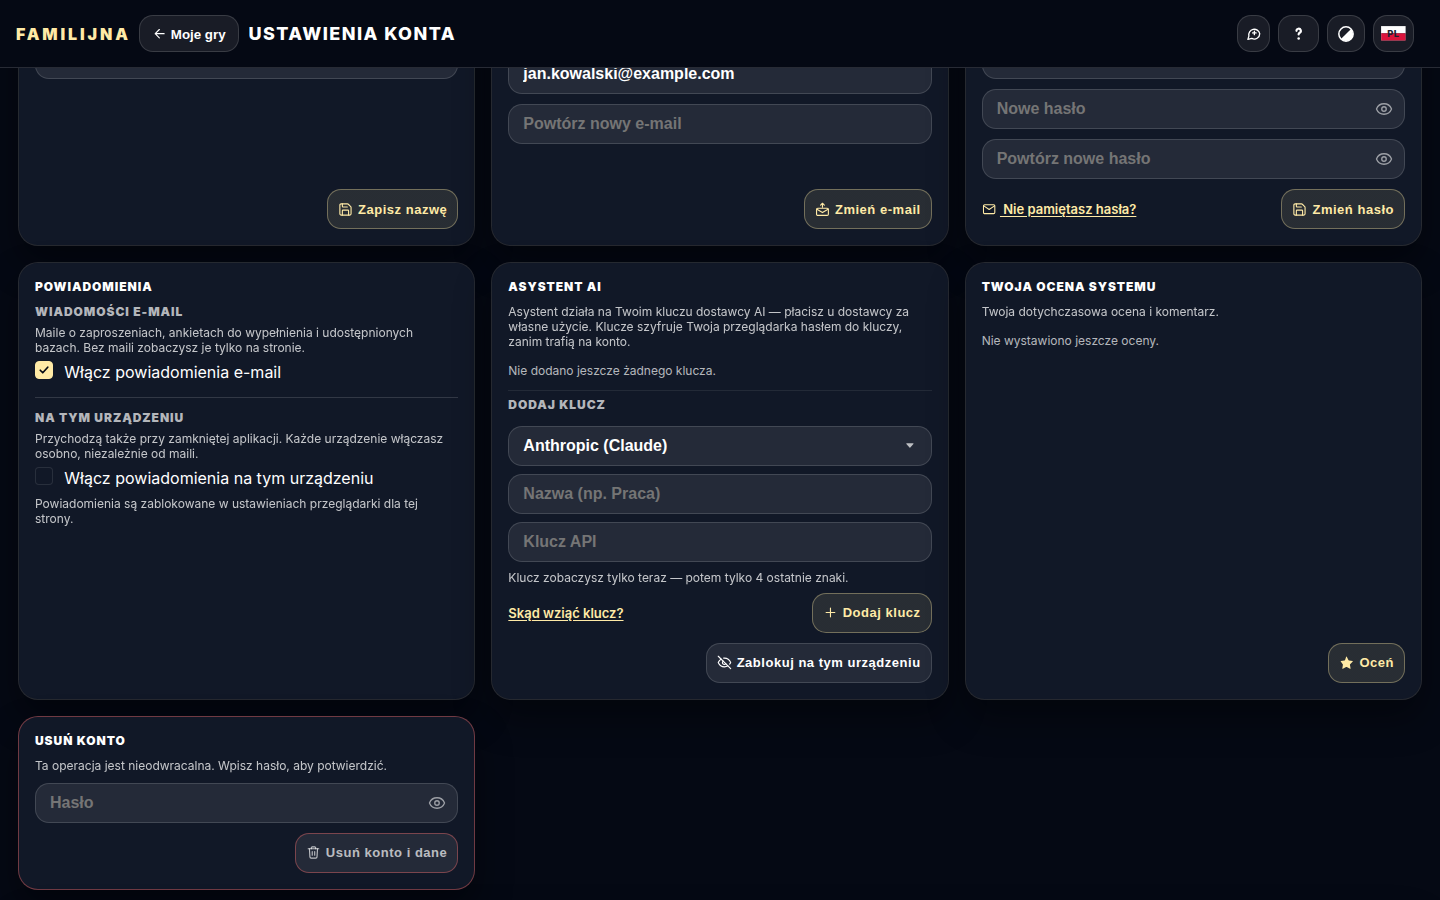 FAMILIJNA
Moje gry
USTAWIENIA KONTA
PL
jan.kowalski@example.com
Powtórz nowy e-mail
Nowe hasło
Powtórz nowe hasło
Zapisz nazwę
Zmień e-mail
Nie pamiętasz hasła?
Zmień hasło
POWIADOMIENIA
WIADOMOŚCI E-MAIL
Maile o zaproszeniach, ankietach do wypełnienia i udostępnionych
bazach. Bez maili zobaczysz je tylko na stronie.
Włącz powiadomienia e-mail
NA TYM URZĄDZENIU
Przychodzą także przy zamkniętej aplikacji. Każde urządzenie włączasz
osobno, niezależnie od maili.
Włącz powiadomienia na tym urządzeniu
Powiadomienia są zablokowane w ustawieniach przeglądarki dla tej
strony.
ASYSTENT AI
Asystent działa na Twoim kluczu dostawcy AI — płacisz u dostawcy za
własne użycie. Klucze szyfruje Twoja przeglądarka hasłem do kluczy,
zanim trafią na konto.
Nie dodano jeszcze żadnego klucza.
DODAJ KLUCZ
Anthropic (Claude)
Nazwa (np. Praca)
Klucz API
Klucz zobaczysz tylko teraz — potem tylko 4 ostatnie znaki.
Skąd wziąć klucz?
Dodaj klucz
Zablokuj na tym urządzeniu
TWOJA OCENA SYSTEMU
Twoja dotychczasowa ocena i komentarz.
Nie wystawiono jeszcze oceny.
Oceń
USUŃ KONTO
Ta operacja jest nieodwracalna. Wpisz hasło, aby potwierdzić.
Hasło
Usuń konto i dane